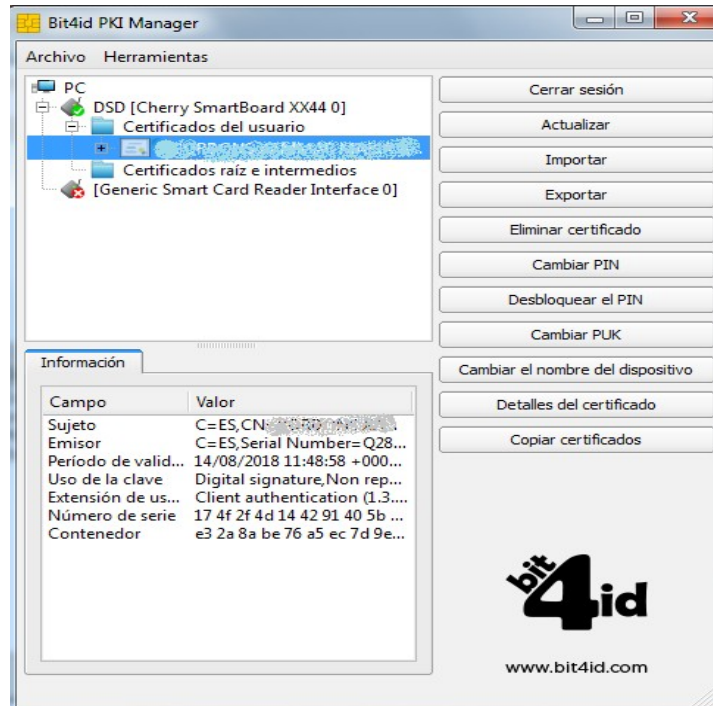 Bit4id PKI Manager
Archivo Herramientas
PC
DSD [Cherry SmartBoard XX44 0]
Certificados del usuario
Certificados raíz e intermedios
[Generic Smart Card Reader Interface 0]
Cerrar sesión
Actualizar
Importar
Exportar
Eliminar certificado
Cambiar PIN
Desbloquear el PIN
Cambiar PUK
Cambiar el nombre del dispositivo
Detalles del certificado
Copiar certificados
Información
Campo Valor
Sujeto C=ES,CN=
Emisor C=ES,Serial Number=Q28...
Período de valid... 14/08/2018 11:48:58 +000...
Uso de la clave Digital signature,Non rep...
Extensión de us... Client authentication (1.3....
Número de serie 17 4f 2f 4d 14 42 91 40 5b ...
Contenedor e3 2a 8a be 76 a5 ec 7d 9e...
bit4id
www.bit4id.com